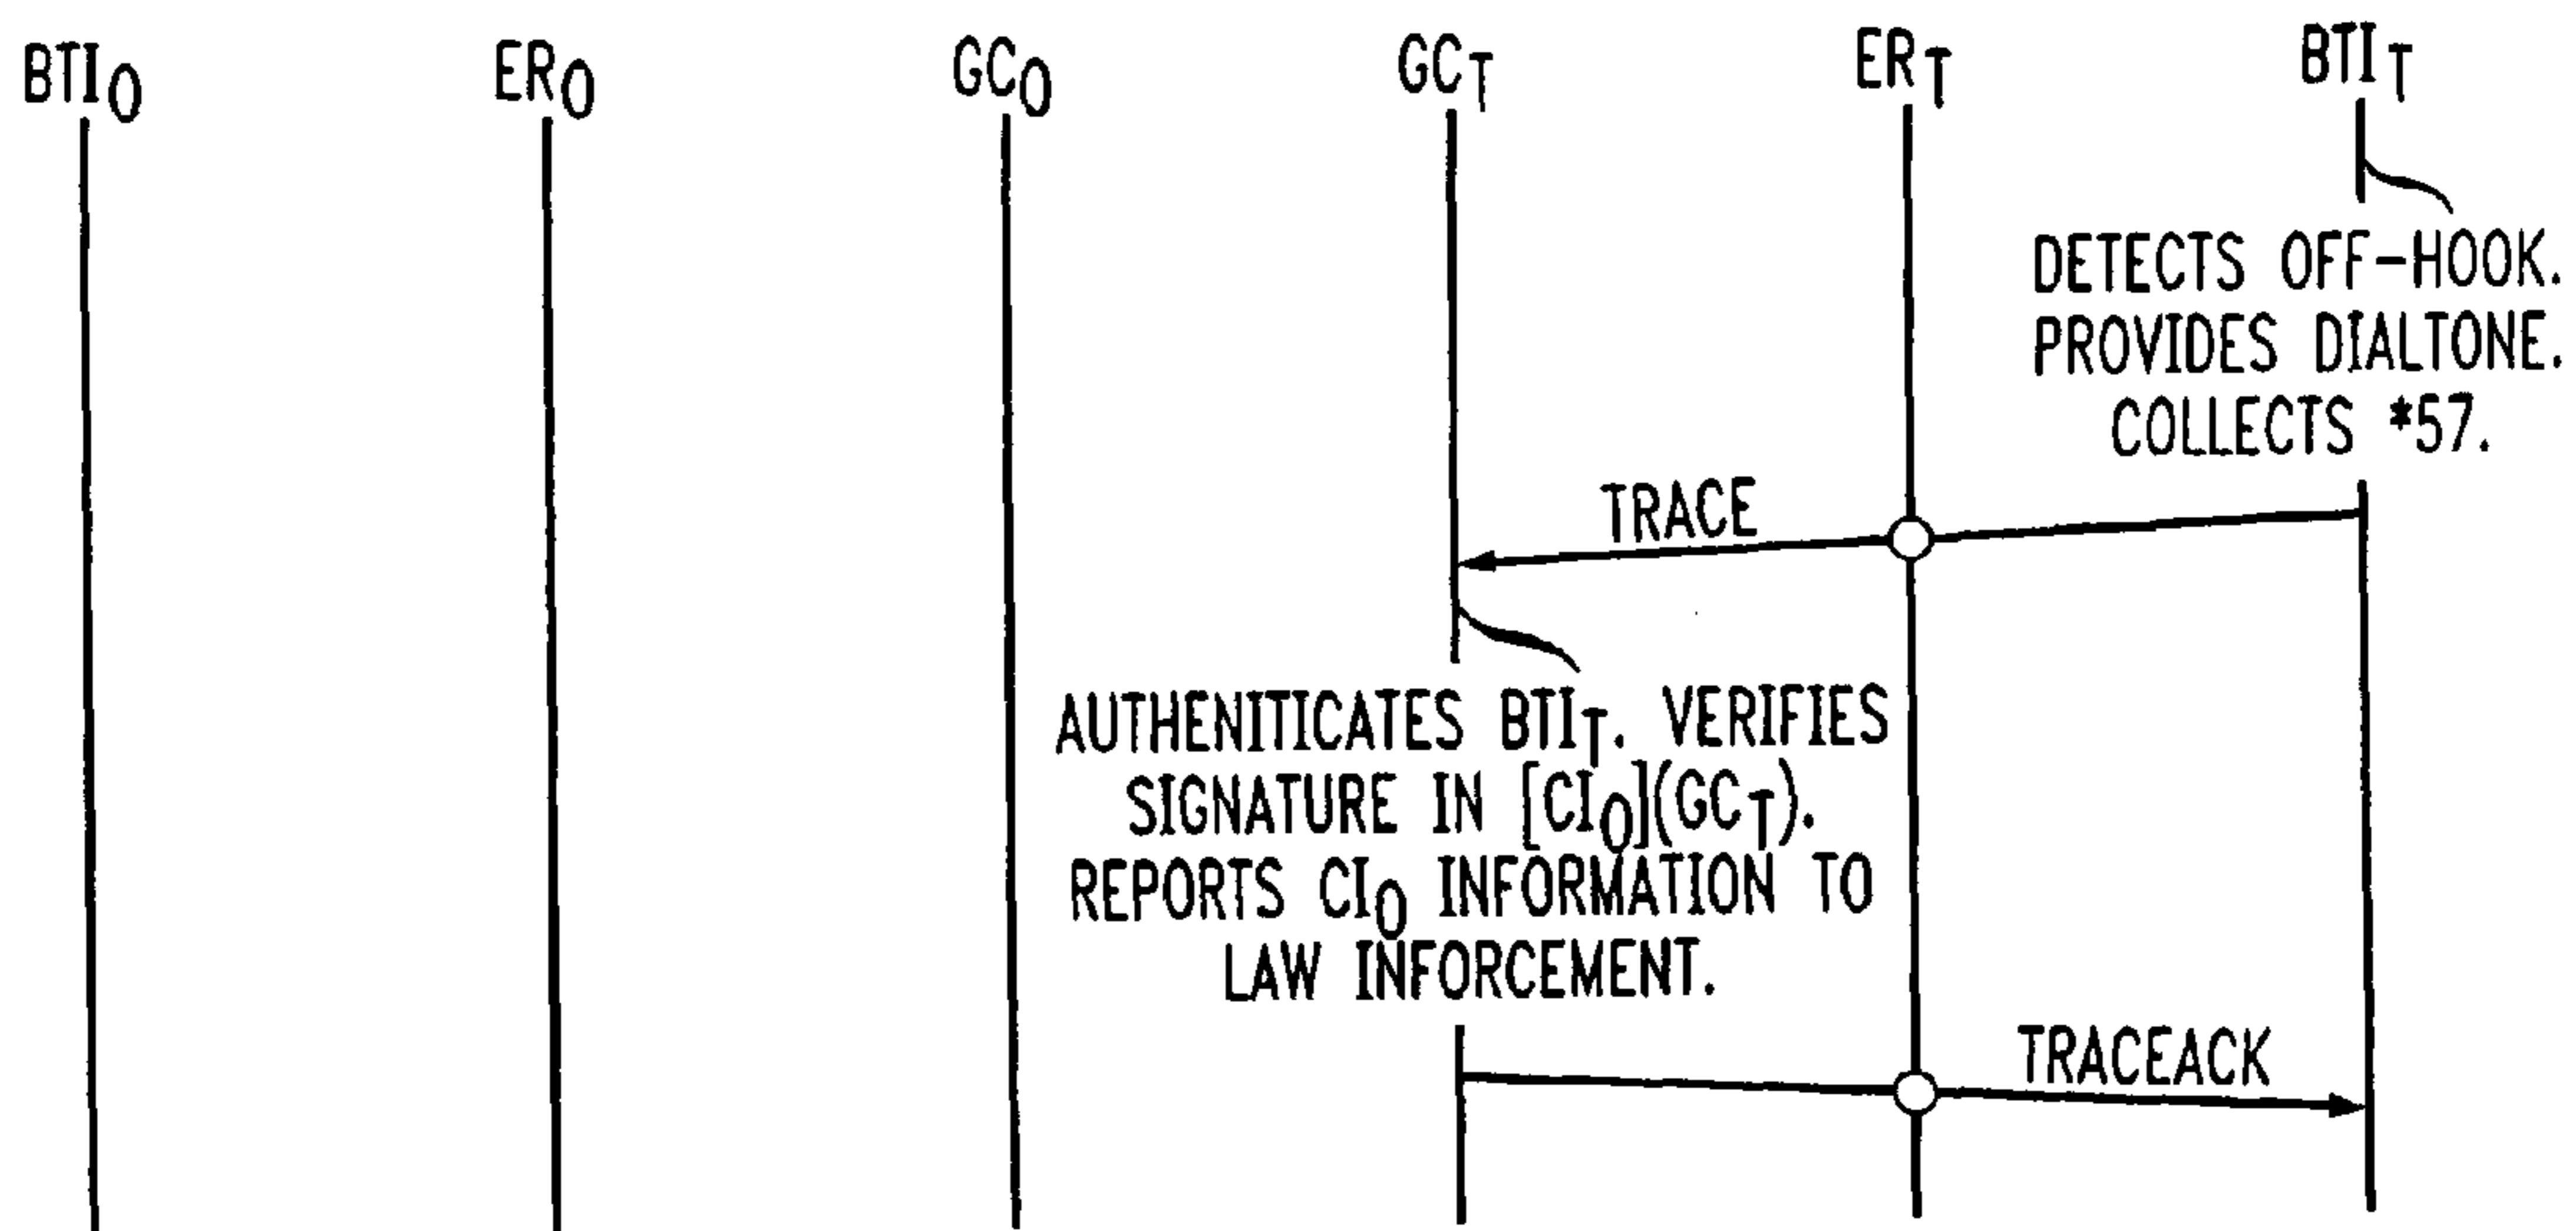 BTIO ERO GCO GCT ERT BTIT
DETECTS OFF-HOOK.
PROVIDES DIALTONE.
COLLECTS *57.
TRACE
AUTHENITICATES BTIT. VERIFIES
SIGNATURE IN [CIO](GCT).
REPORTS CIO INFORMATION TO
LAW INFORCEMENT.
TRACEACK